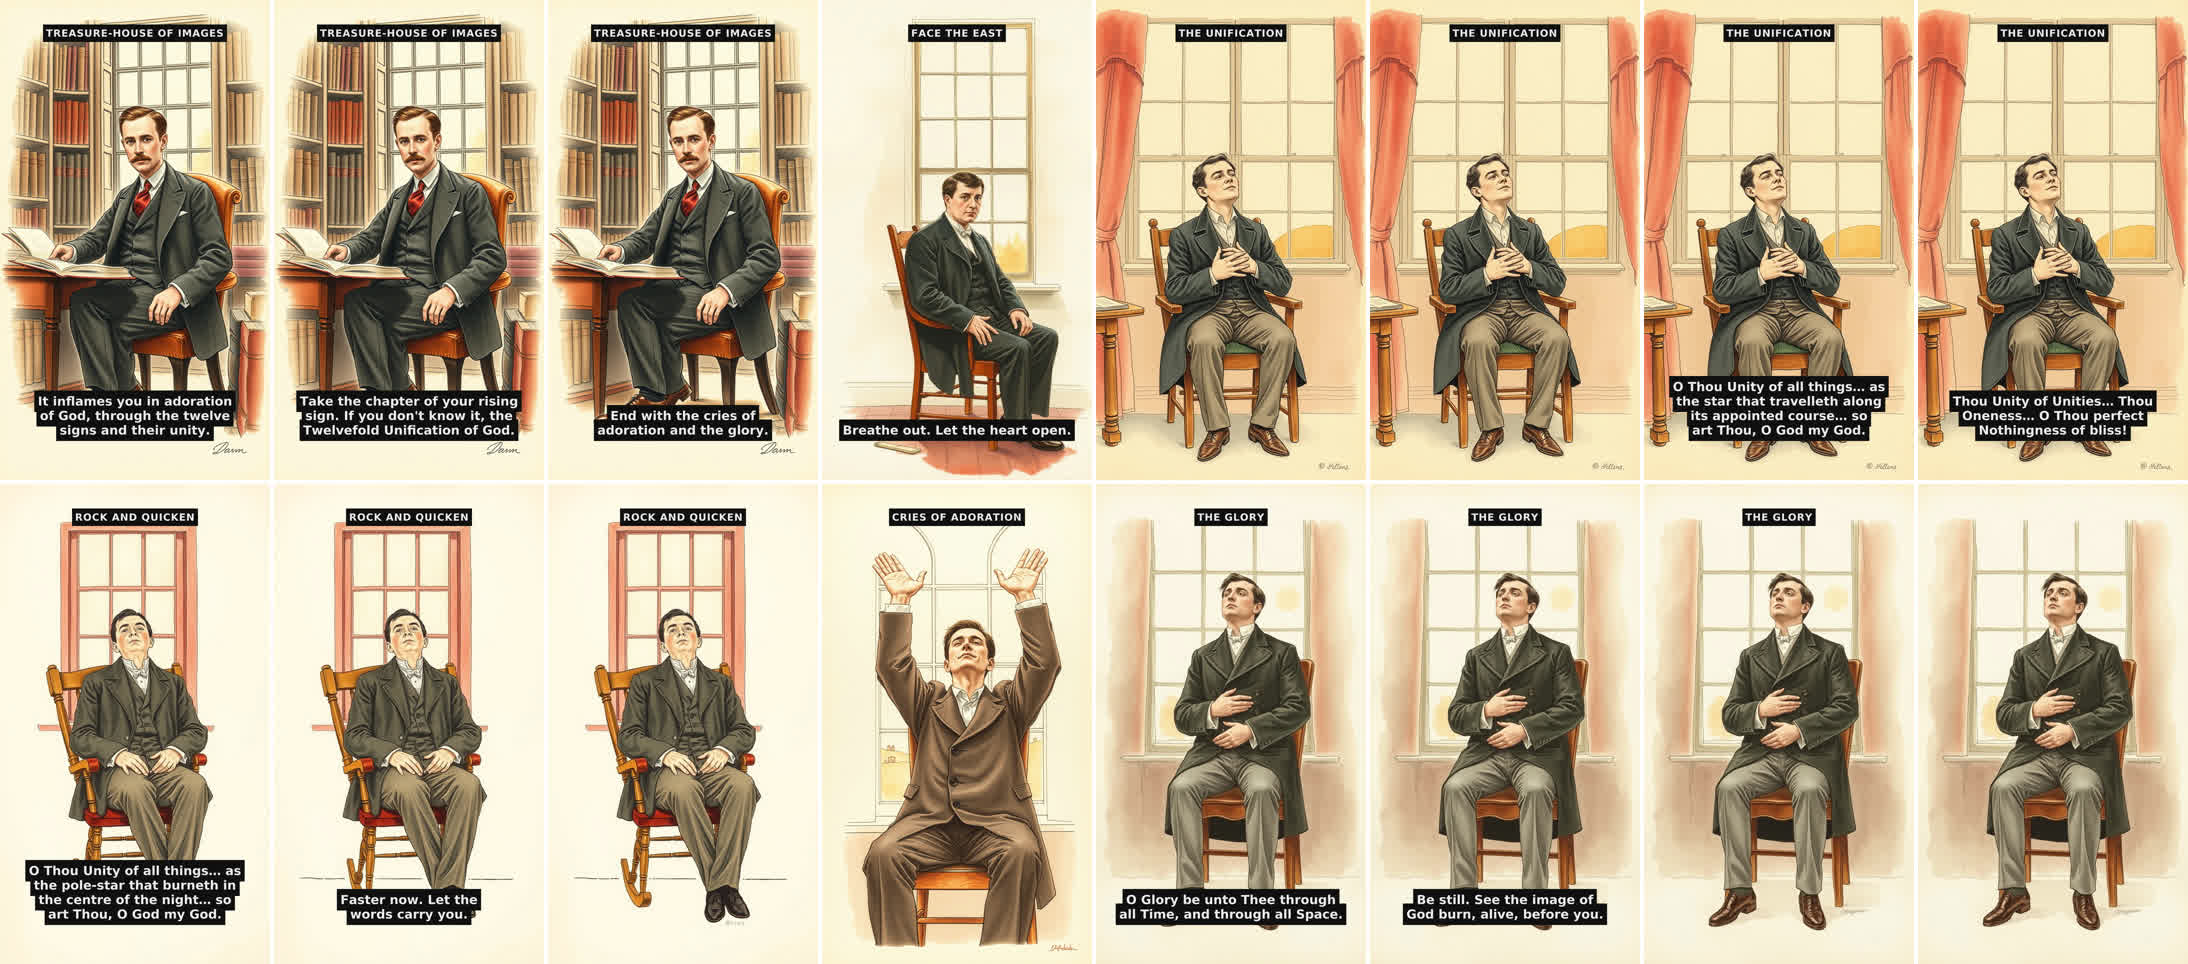 TREASURE-HOUSE OF IMAGES
It inflames you in adoration
of God, through the twelve
signs and their unity.
Dawn
TREASURE-HOUSE OF IMAGES
Take the chapter of your rising
sign. If you don't know it, the
Twelvefold Unification of God.
Dawn
TREASURE-HOUSE OF IMAGES
End with the cries of
adoration and the glory.
Dawn
FACE THE EAST
Breathe out. Let the heart open.
THE UNIFICATION
THE UNIFICATION
THE UNIFICATION
O Thou Unity of all things… as
the star that travelleth along
its appointed course… so
art Thou, O God my God.
THE UNIFICATION
Thou Unity of Unities… Thou
Oneness… O Thou perfect
Nothingness of bliss!
ROCK AND QUICKEN
O Thou Unity of all things… as
the pole-star that burneth in
the centre of the night… so
art Thou, O God my God.
ROCK AND QUICKEN
Faster now. Let the
words carry you.
ROCK AND QUICKEN
CRIES OF ADORATION
THE GLORY
O Glory be unto Thee through
all Time, and through all Space.
THE GLORY
Be still. See the image of
God burn, alive, before you.
THE GLORY